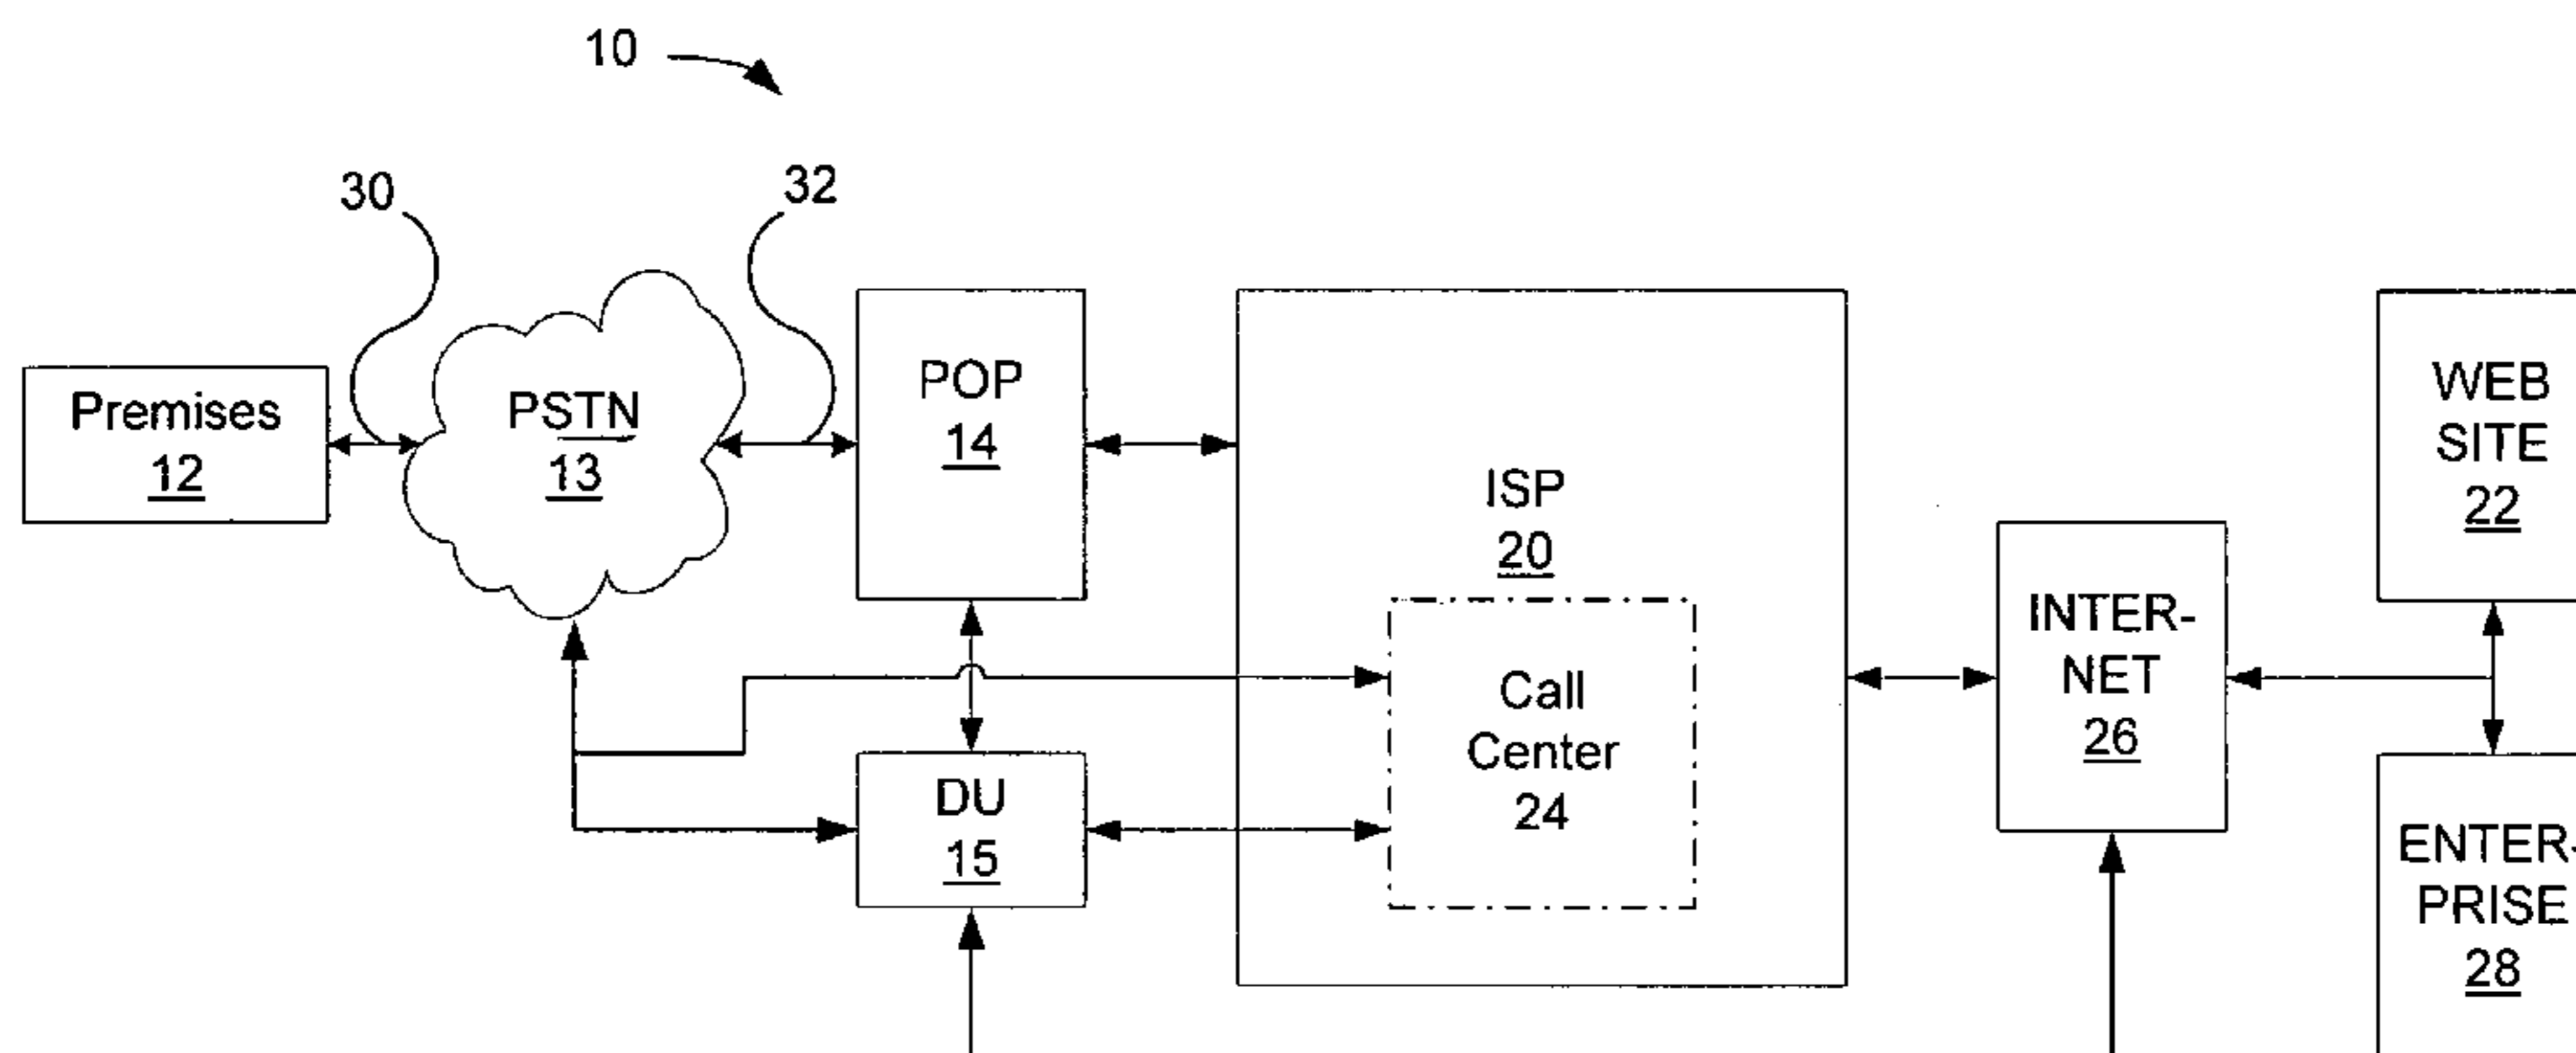 10
30
32
Premises
12
PSTN
13
POP
14
ISP
20
Call
Center
24
DU
15
INTER-
NET
26
WEB
SITE
22
ENTER-
PRISE
28